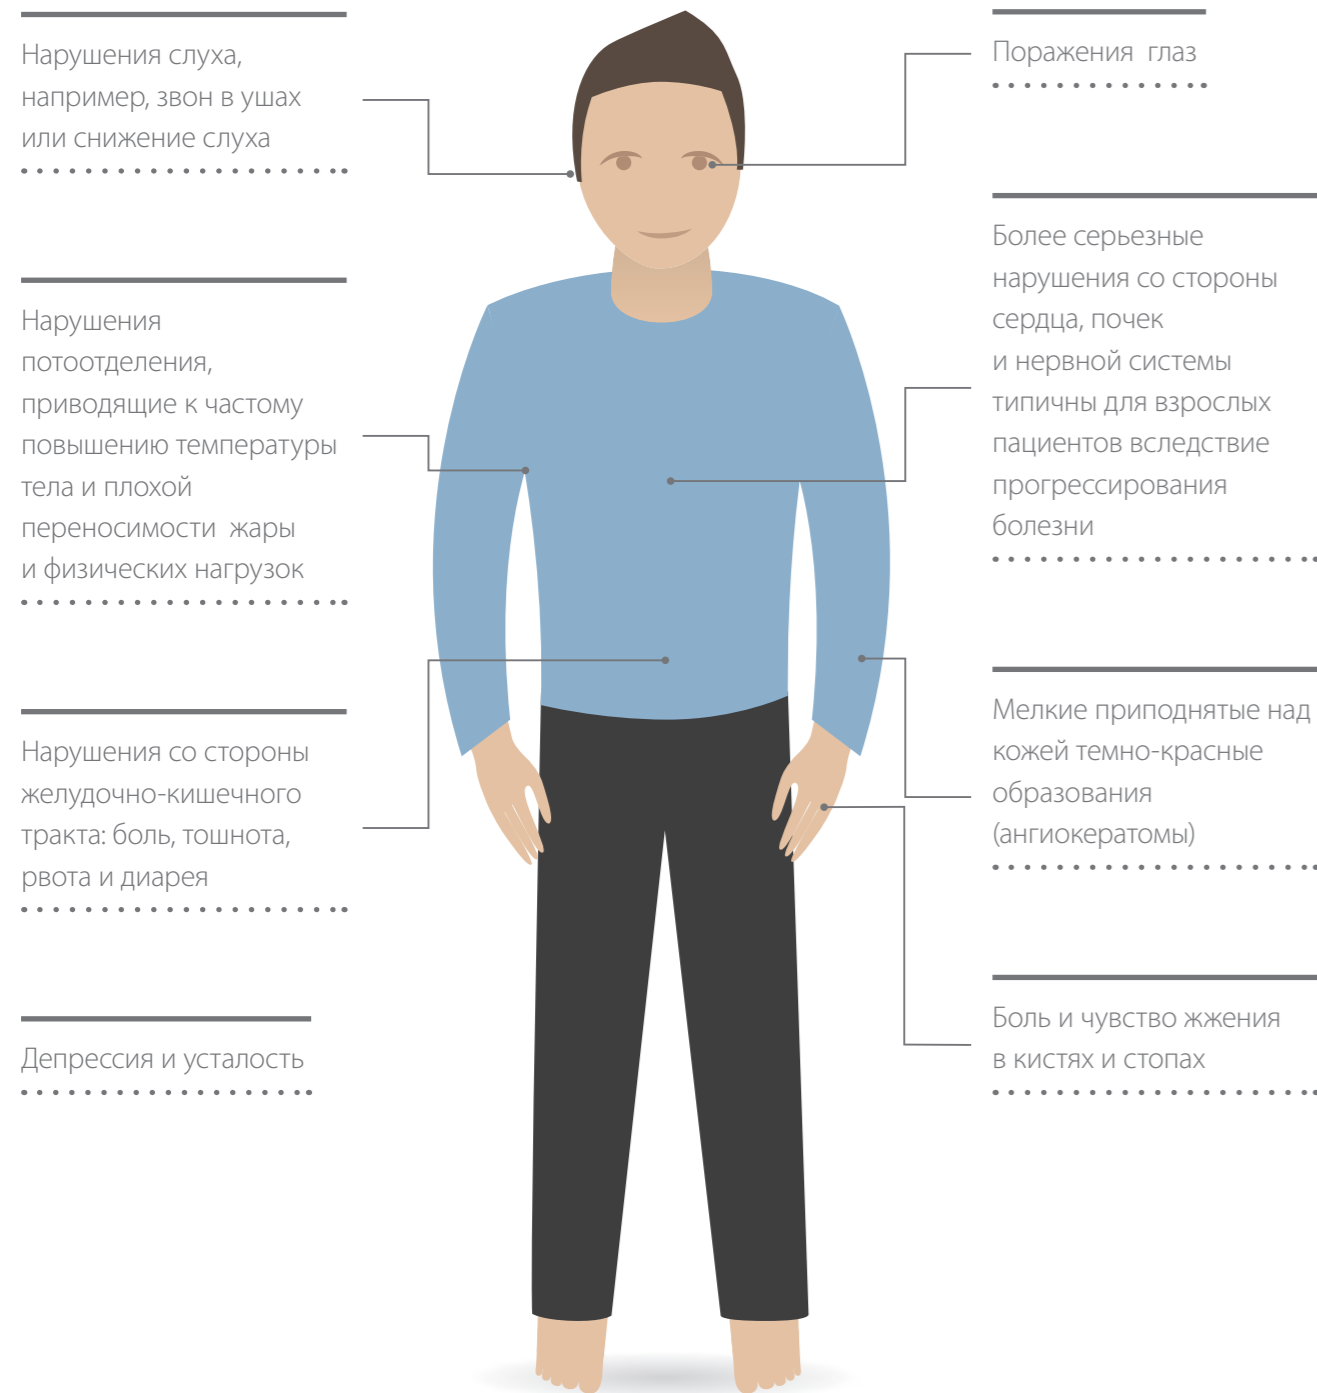 Нарушения слуха,
например, звон в ушах
или снижение слуха
Нарушения
потоотделения,
приводящие к частому
повышению температуры
тела и плохой
переносимости жары
и физических нагрузок
Нарушения со стороны
желудочно-кишечного
тракта: боль, тошнота,
рвота и диарея
Депрессия и усталость
Поражения глаз
Более серьезные
нарушения со стороны
сердца, почек
и нервной системы
типичны для взрослых
пациентов вследствие
прогрессирования
болезни
Мелкие приподнятые над
кожей темно-красные
образования
(ангиокератомы)
Боль и чувство жжения
в кистях и стопах